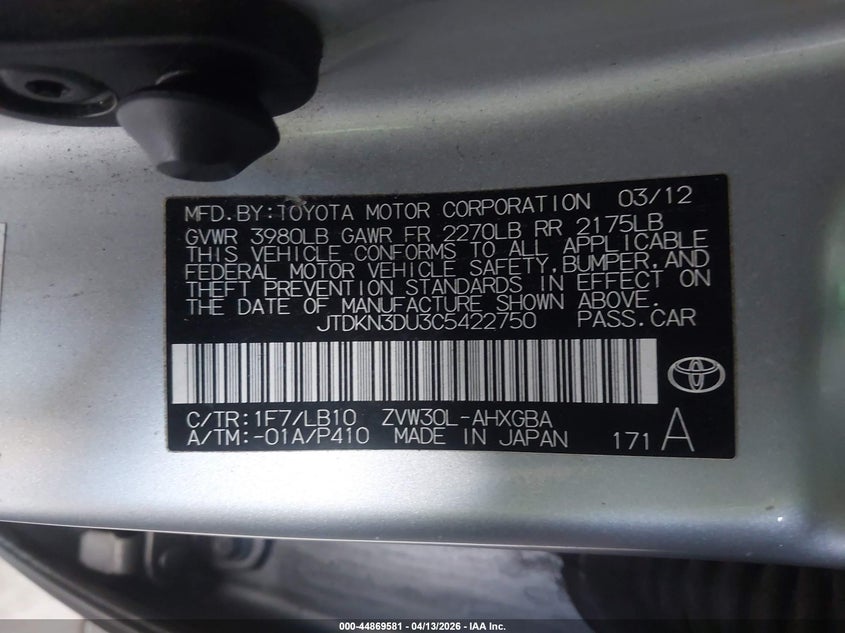 MFD.BY:TOYOTA MOTOR CORPORATION 03/12
GVWR 3980LB GAWR FR 2270LB RR 2175LB
THIS VEHICLE CONFORMS TO ALL APPLICABLE
FEDERAL MOTOR VEHICLE SAFETY,BUMPER,AND
THEFT PREVENTION STANDARDS IN EFFECT ON
THE DATE OF MANUFACTURE SHOWN ABOVE.
JTDKN3DU3C5422750 PASS.CAR
C/TR:1F7/LB10 ZVW30L-AHXGBA
A/TM:-01A/P410 MADE IN JAPAN 171 A
000-44869581 - 04/13/2026 - IAA Inc.